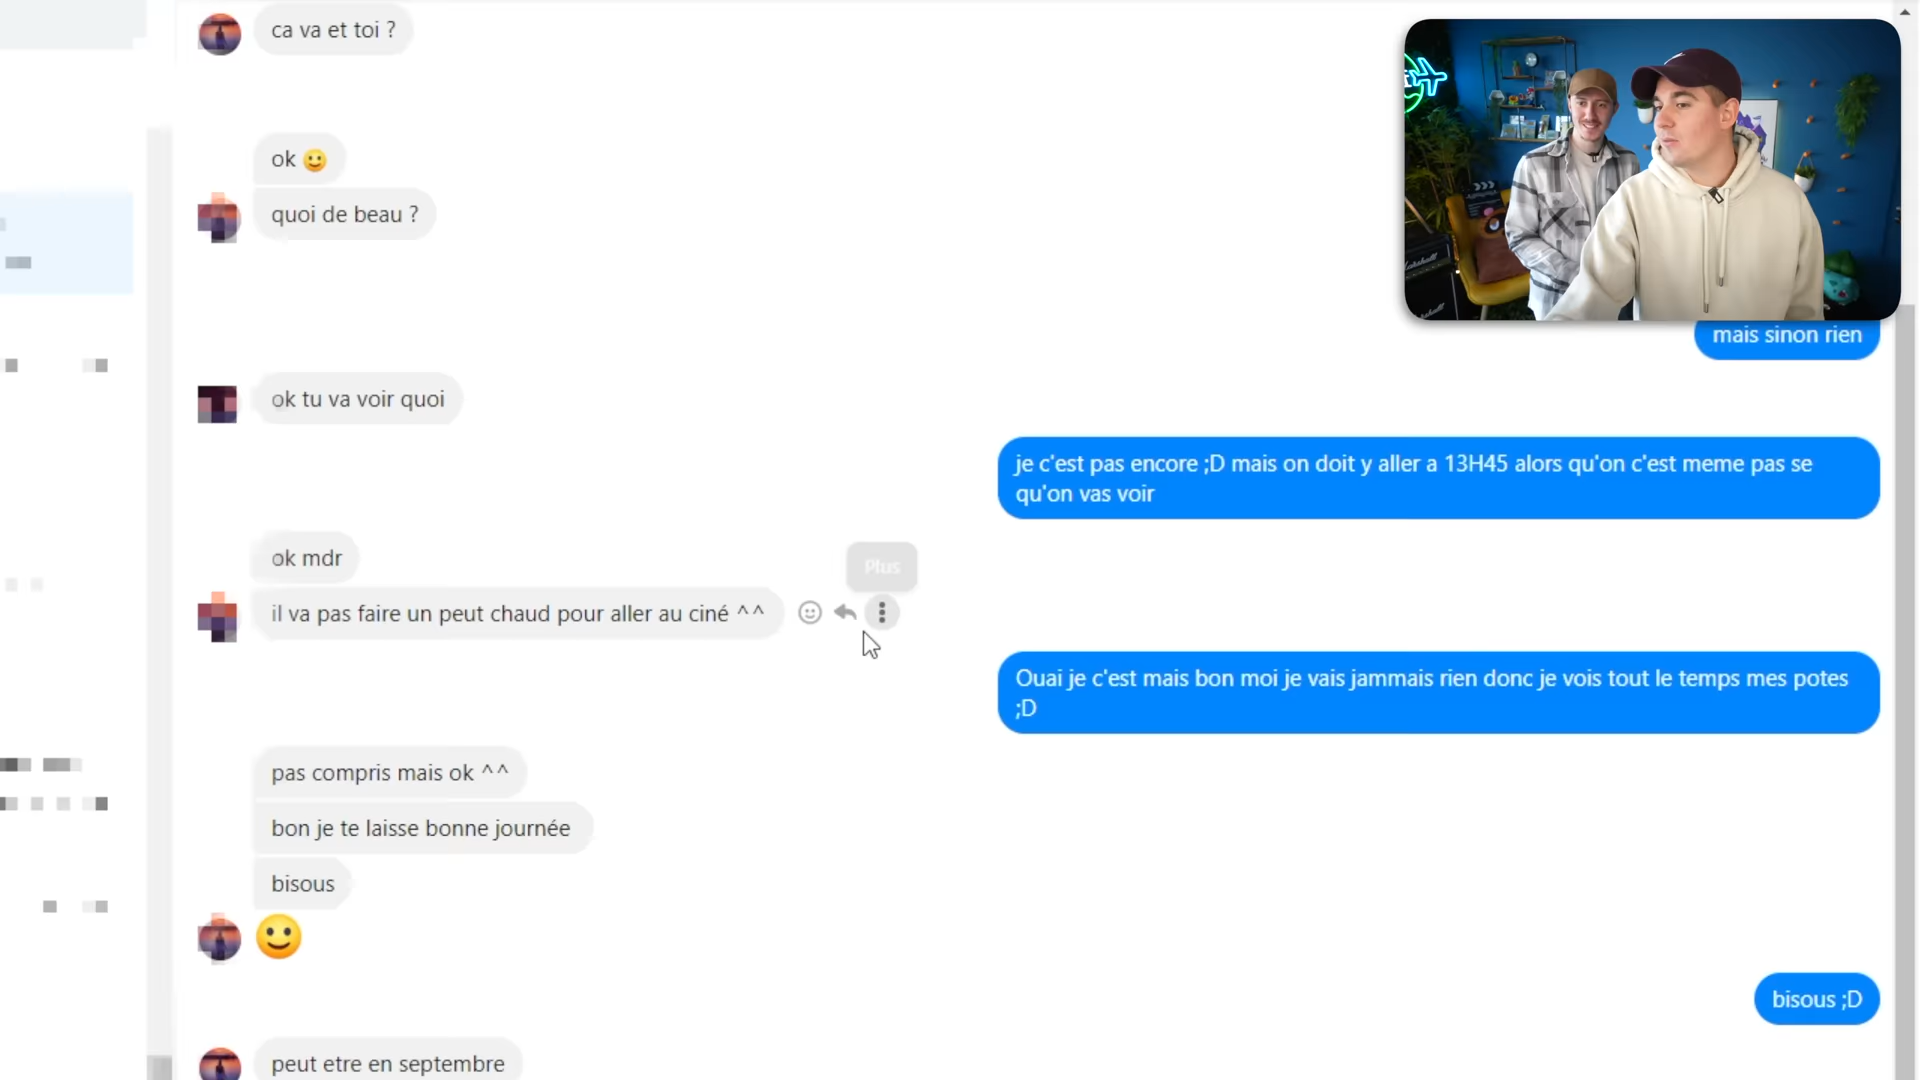 ca va et toi ?
ok 🙂
quoi de beau ?
mais sinon rien
ok tu va voir quoi
je c'est pas encore ;D mais on doit y aller a 13H45 alors qu'on c'est meme pas se
qu'on vas voir
ok mdr
Plus
il va pas faire un peut chaud pour aller au ciné ^^
Ouai je c'est mais bon moi je vais jammais rien donc je vois tout le temps mes potes
;D
pas compris mais ok ^^
bon je te laisse bonne journée
bisous
🙂
bisous ;D
peut etre en septembre
Marshall